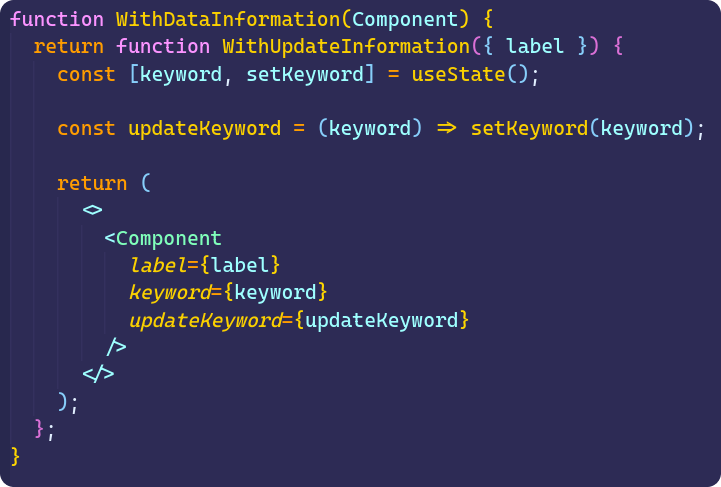 function WithDataInformation(Component) {
  return function WithUpdateInformation({ label }) {
    const [keyword, setKeyword] = useState();

    const updateKeyword = (keyword) => setKeyword(keyword);

    return (
      <>
        <Component
          label={label}
          keyword={keyword}
          updateKeyword={updateKeyword}
        />
      </>
    );
  };
}